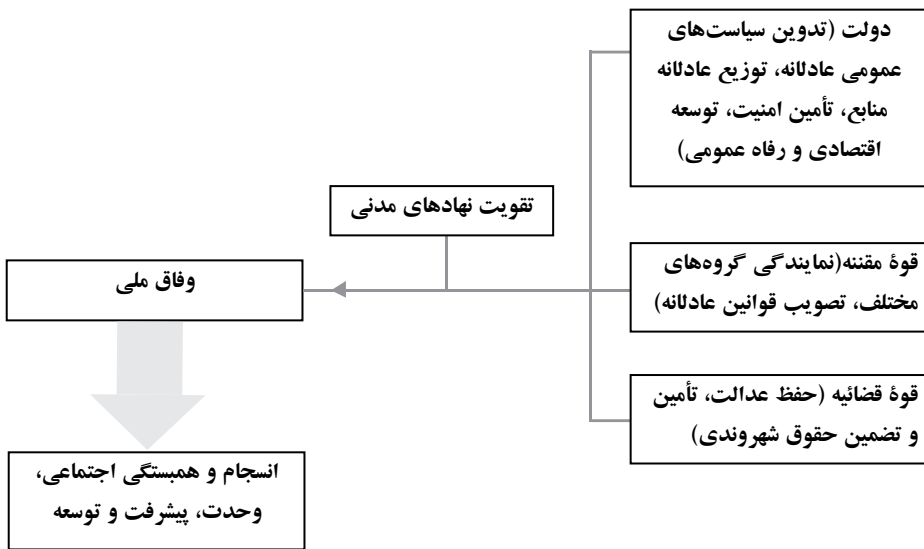 دولت (تدوین سیاست‌های
عمومی عادلانه، توزیع عادلانه
منابع، تأمین امنیت، توسعه
اقتصادی و رفاه عمومی)
تقویت نهادهای مدنی
قوهٔ مقننه(نمایندگی گروه‌های
مختلف، تصویب قوانین عادلانه)
وفاق ملی
قوهٔ قضائیه (حفظ عدالت، تأمین
و تضمین حقوق شهروندی)
انسجام و همبستگی اجتماعی،
وحدت، پیشرفت و توسعه